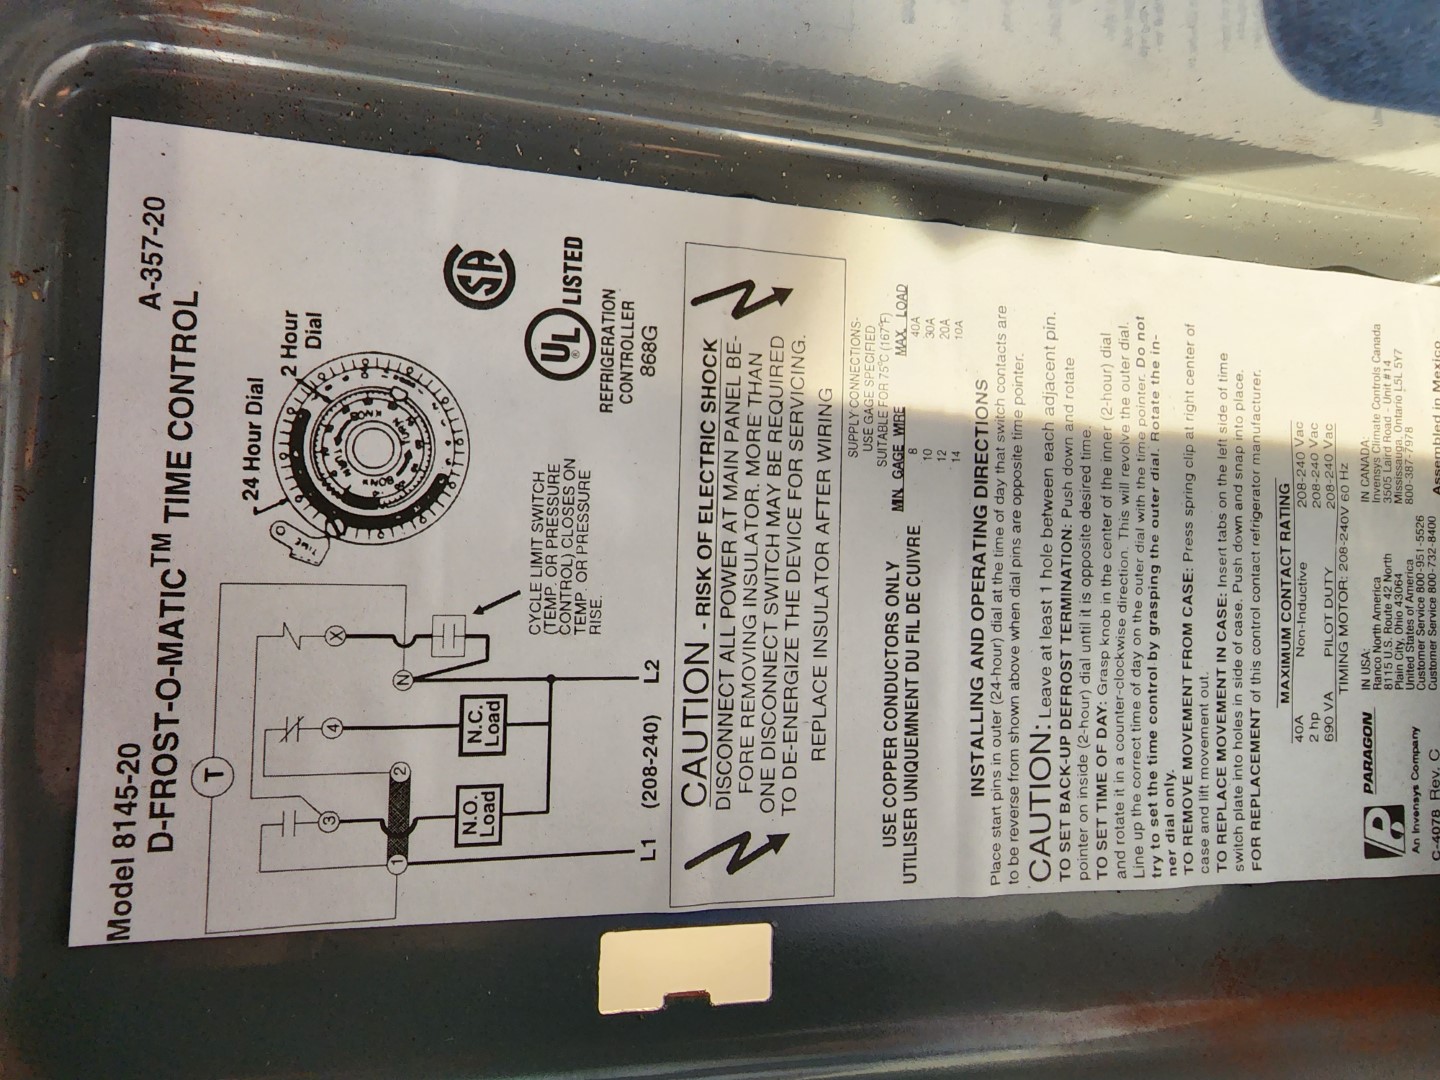 Model 8145-20
A-357-20
D-FROST-O-MATIC™ TIME CONTROL
T
3
4
X
1
2
N
N.O.
Load
N.C.
Load
24 Hour Dial
2 Hour
Dial
TIME
TURN
TURN
CYCLE LIMIT SWITCH
(TEMP. OR PRESSURE
CONTROL) CLOSES ON
TEMP. OR PRESSURE
RISE.
L1 (208-240) L2
SA
UL ® LISTED
REFRIGERATION
CONTROLLER
868G
CAUTION - RISK OF ELECTRIC SHOCK
DISCONNECT ALL POWER AT MAIN PANEL BE-
FORE REMOVING INSULATOR. MORE THAN
ONE DISCONNECT SWITCH MAY BE REQUIRED
TO DE-ENERGIZE THE DEVICE FOR SERVICING.
REPLACE INSULATOR AFTER WIRING
USE COPPER CONDUCTORS ONLY
UTILISER UNIQUEMNENT DU FIL DE CUIVRE
SUPPLY CONNECTIONS-
USE GAGE SPECIFIED
SUITABLE FOR 75°C (167°F)
MIN. GAGE WIRE MAX. LOAD
8 40A
10 30A
12 20A
14 10A
INSTALLING AND OPERATING DIRECTIONS
Place start pins in outer (24-hour) dial at the time of day that switch contacts are
to be reverse from shown above when dial pins are opposite time pointer.
CAUTION: Leave at least 1 hole between each adjacent pin.
TO SET BACK-UP DEFROST TERMINATION: Push down and rotate
pointer on inside (2-hour) dial until it is opposite desired time.
TO SET TIME OF DAY: Grasp knob in the center of the inner (2-hour) dial
and rotate it in a counter-clockwise direction. This will revolve the outer dial.
Line up the correct time of day on the outer dial with the time pointer. Do not
try to set the time control by grasping the outer dial. Rotate the in-
ner dial only.
TO REMOVE MOVEMENT FROM CASE: Press spring clip at right center of
case and lift movement out.
TO REPLACE MOVEMENT IN CASE: Insert tabs on the left side of time
switch plate into holes in side of case. Push down and snap into place.
FOR REPLACEMENT of this control contact refrigerator manufacturer.
MAXIMUM CONTACT RATING
40A Non-Inductive 208-240 Vac
2 hp 208-240 Vac
690 VA PILOT DUTY 208-240 Vac
TIMING MOTOR: 208-240V 60 Hz
PARAGON
An Invensys Company
C-4078 Rev. C
IN USA:
Ranco North America
8115 U.S. Route 42 North
Plain City, Ohio 43064
United States of America
Customer Service 800-951-5526
Customer Service 800-732-8400
IN CANADA:
Invensys Climate Controls Canada
3505 Laird Road - Unit #14
Mississauga, Ontario L5L 5Y7
800-387-7978
Assembled in Mexico